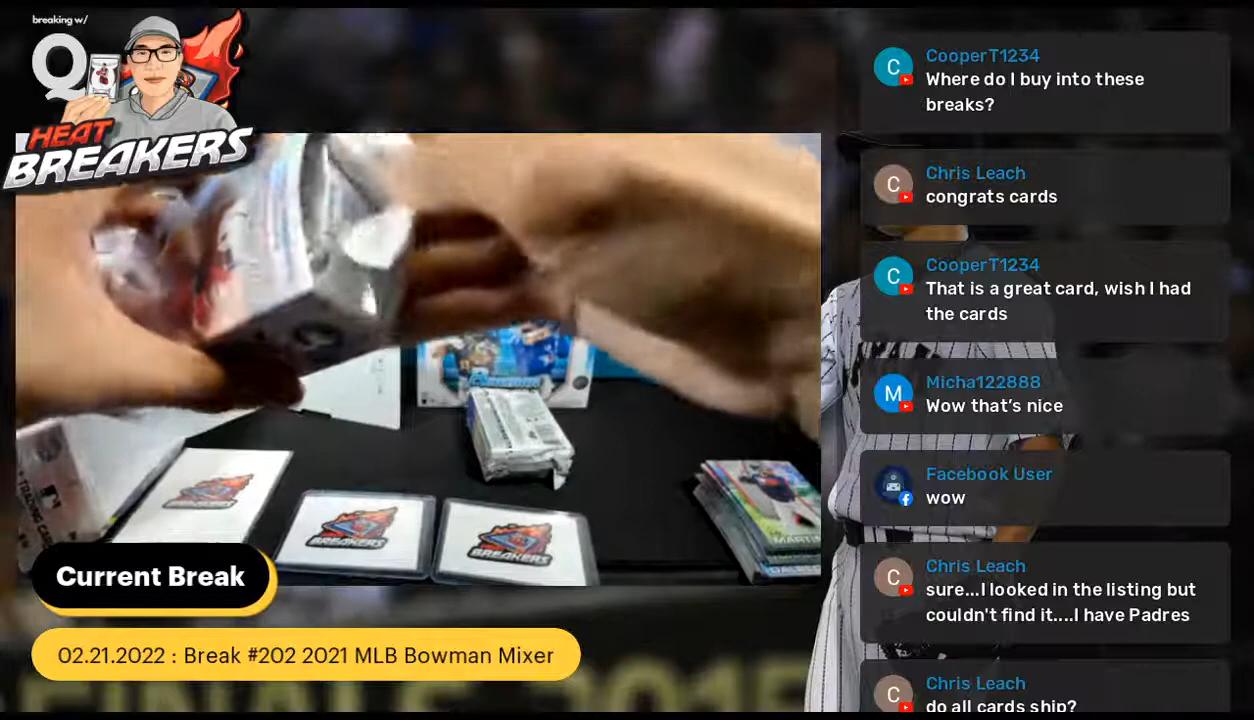 breaking w/
Q
HEAT
BREAKERS
CooperT1234
Where do I buy into these
breaks?
Chris Leach
congrats cards
CooperT1234
That is a great card, wish I had
the cards
Micha122888
Wow that's nice
Facebook User
wow
Chris Leach
sure...I looked in the listing but
couldn't find it....I have Padres
Chris Leach
do all cards ship?
BREAKERS
BREAKERS
BREAKERS
Current Break
02.21.2022 : Break #202 2021 MLB Bowman Mixer